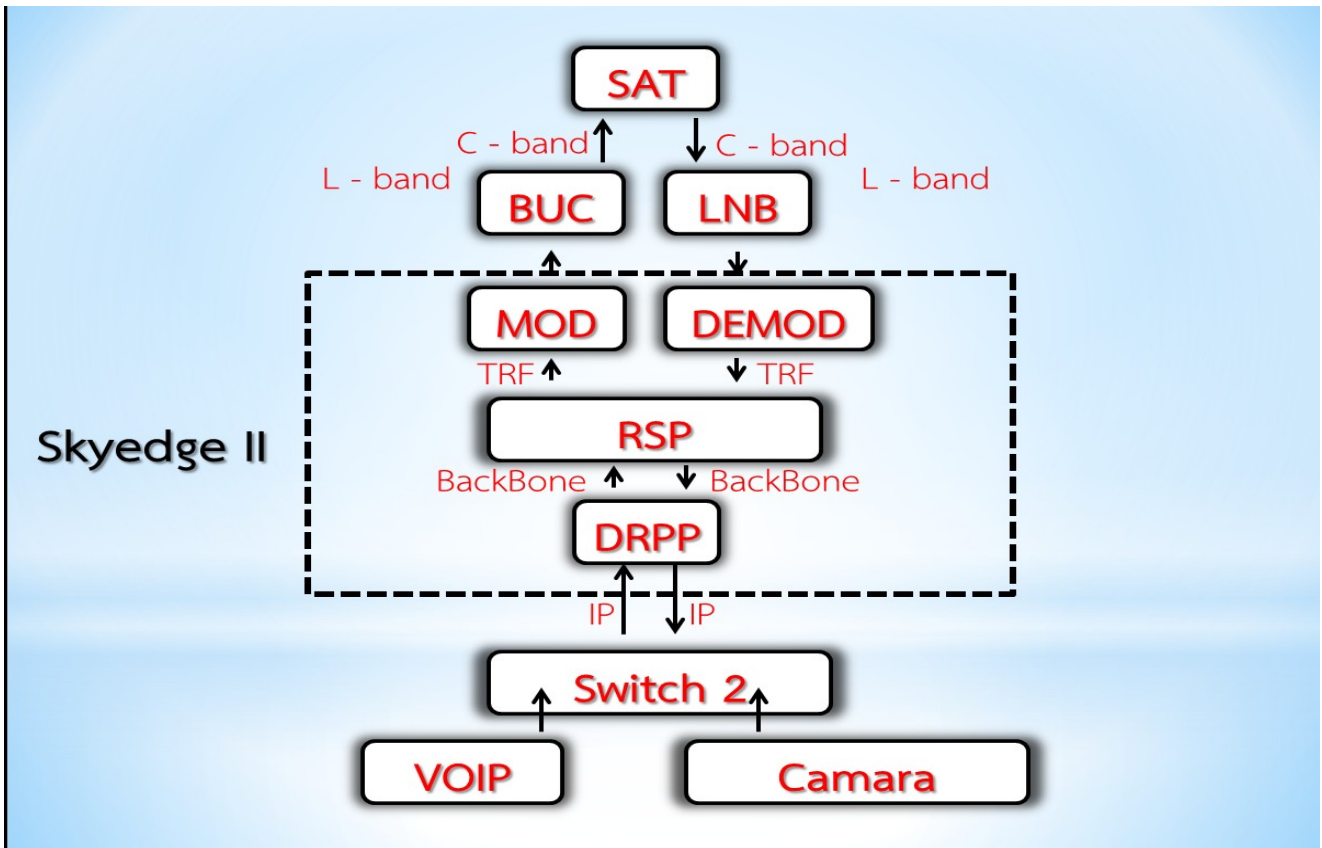 SAT
C - band
C - band
L - band
L - band
BUC
LNB
MOD
DEMOD
TRF
TRF
RSP
Skyedge II
BackBone
BackBone
DRPP
IP
IP
Switch 2
VOIP
Camara